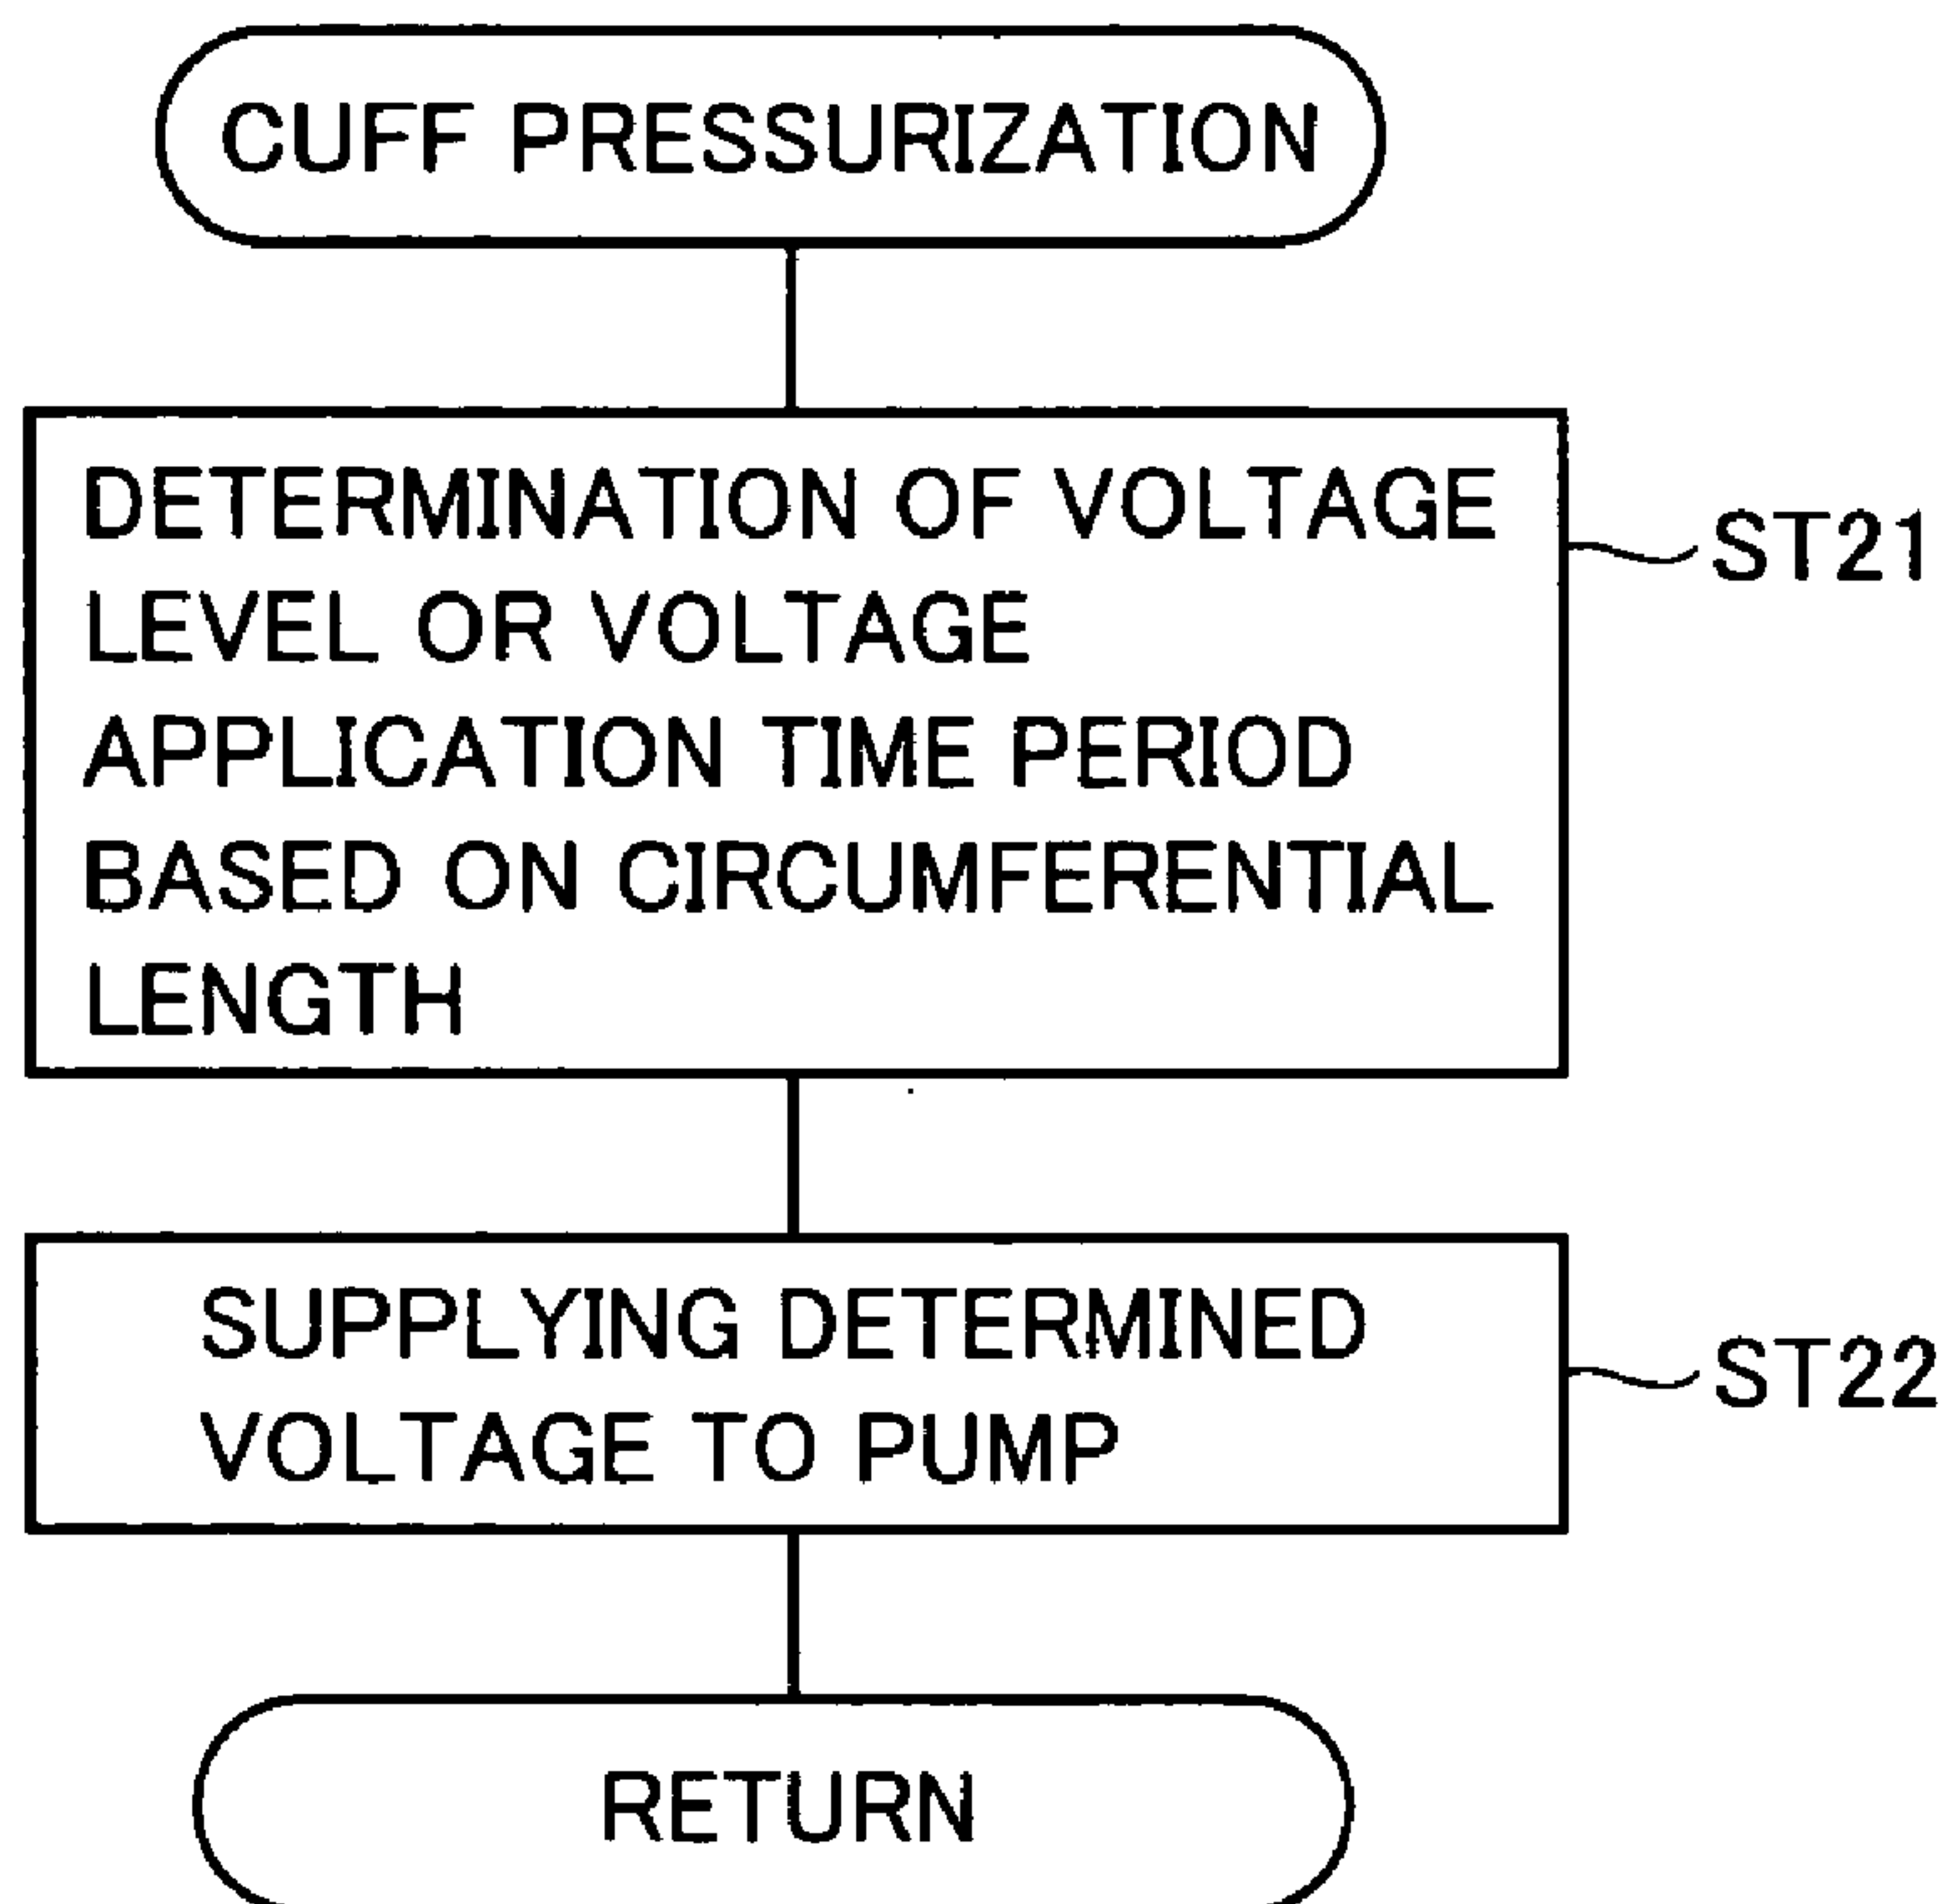 CUFF PRESSURIZATION
DETERMINATION OF VOLTAGE
LEVEL OR VOLTAGE
APPLICATION TIME PERIOD
BASED ON CIRCUMFERENTIAL
LENGTH
ST21
SUPPLYING DETERMINED
VOLTAGE TO PUMP
ST22
RETURN